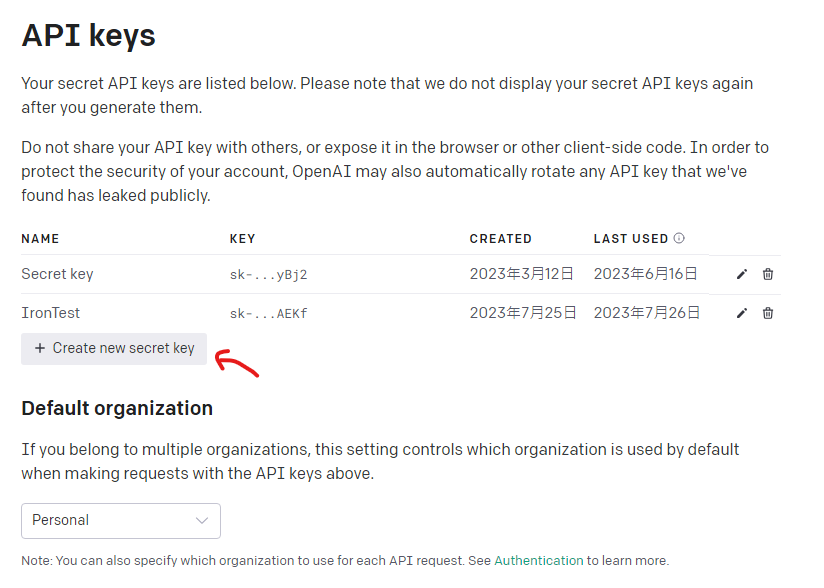 API keys
Your secret API keys are listed below. Please note that we do not display your secret API keys again
after you generate them.
Do not share your API key with others, or expose it in the browser or other client-side code. In order to
protect the security of your account, OpenAI may also automatically rotate any API key that we've
found has leaked publicly.
NAME KEY CREATED LAST USED
Secret key sk-...yBj2 2023年3月12日 2023年6月16日
IronTest sk-...AEKf 2023年7月25日 2023年7月26日
+ Create new secret key
Default organization
If you belong to multiple organizations, this setting controls which organization is used by default
when making requests with the API keys above.
Personal
Note: You can also specify which organization to use for each API request. See Authentication to learn more.